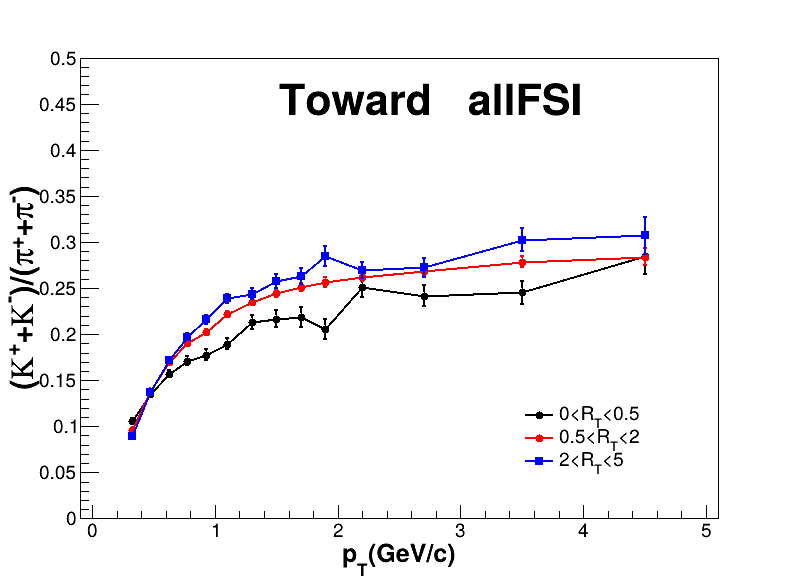 Toward allFSI
(K⁺+K⁻)/(π⁺+π⁻)
0.5
0.45
0.4
0.35
0.3
0.25
0.2
0.15
0.1
0.05
0
0<R_T<0.5
0.5<R_T<2
2<R_T<5
0 1 2 3 4 5
p_T(GeV/c)